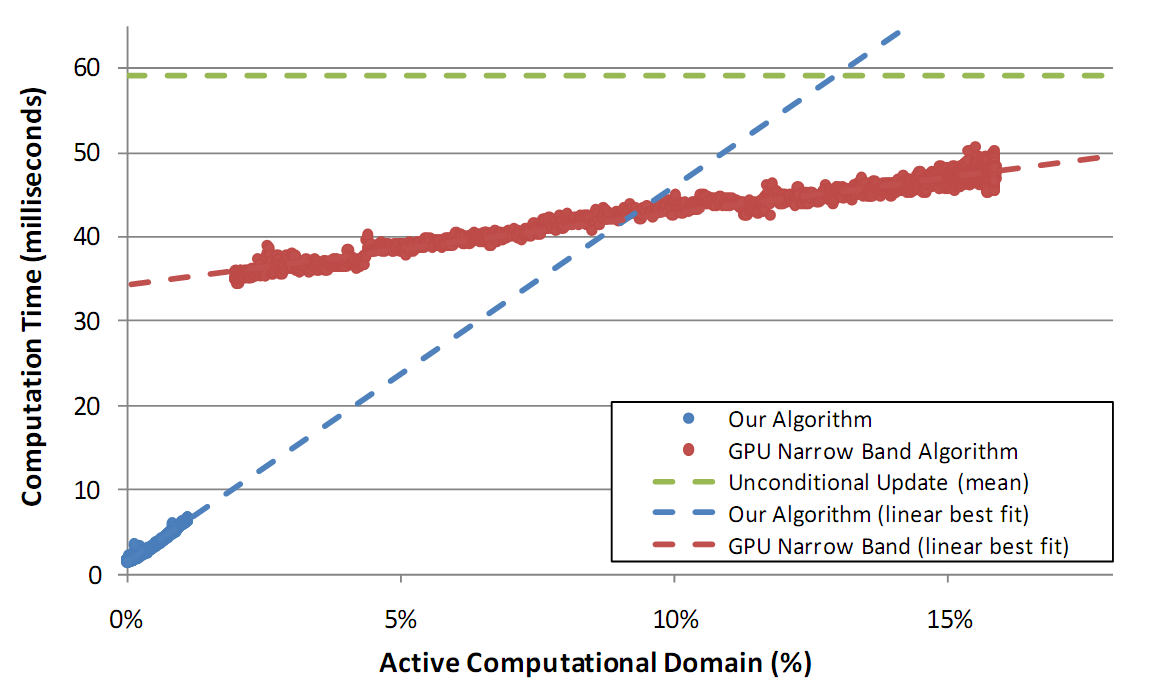 Computation Time (milliseconds)
60
50
40
30
20
10
0
Our Algorithm
GPU Narrow Band Algorithm
Unconditional Update (mean)
Our Algorithm (linear best fit)
GPU Narrow Band (linear best fit)
0%
5%
10%
15%
Active Computational Domain (%)